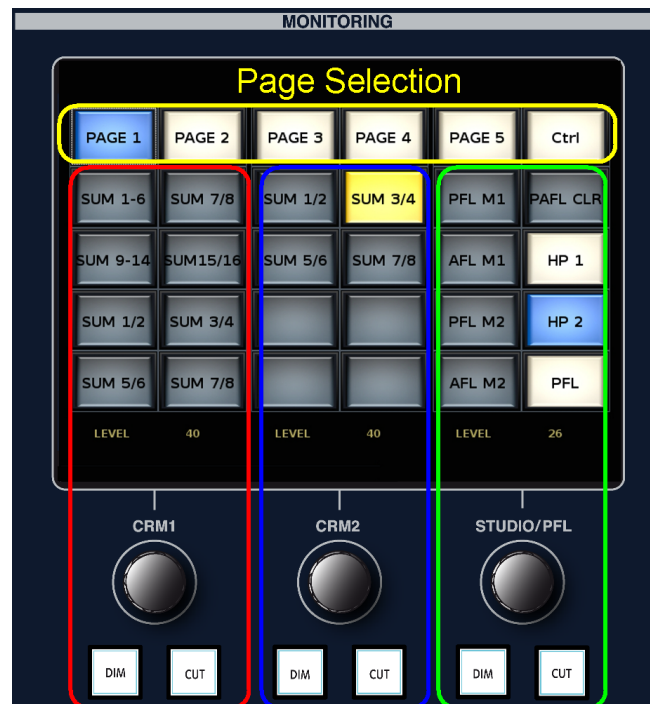 MONITORING
Page Selection
PAGE 1 PAGE 2 PAGE 3 PAGE 4 PAGE 5 Ctrl
SUM 1-6 SUM 7/8 SUM 1/2 SUM 3/4 PFL M1 PAFL CLR
SUM 9-14 SUM15/16 SUM 5/6 SUM 7/8 AFL M1 HP 1
SUM 1/2 SUM 3/4 PFL M2 HP 2
SUM 5/6 SUM 7/8 AFL M2 PFL
LEVEL 40 LEVEL 40 LEVEL 26
CRM1 CRM2 STUDIO/PFL
DIM CUT DIM CUT DIM CUT